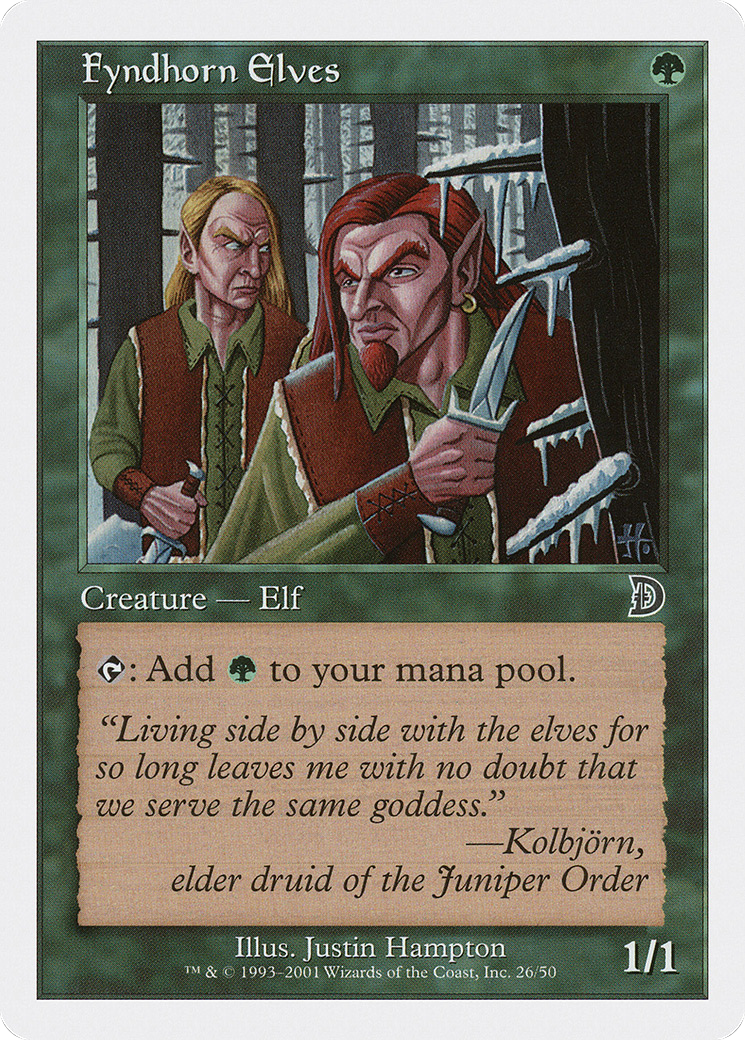 Fyndhorn Elves
Creature — Elf
: Add to your mana pool.
“Living side by side with the elves for
so long leaves me with no doubt that
we serve the same goddess.”
—Kolbjörn,
elder druid of the Juniper Order
Illus. Justin Hampton
™ & © 1993–2001 Wizards of the Coast, Inc. 26/50
1/1